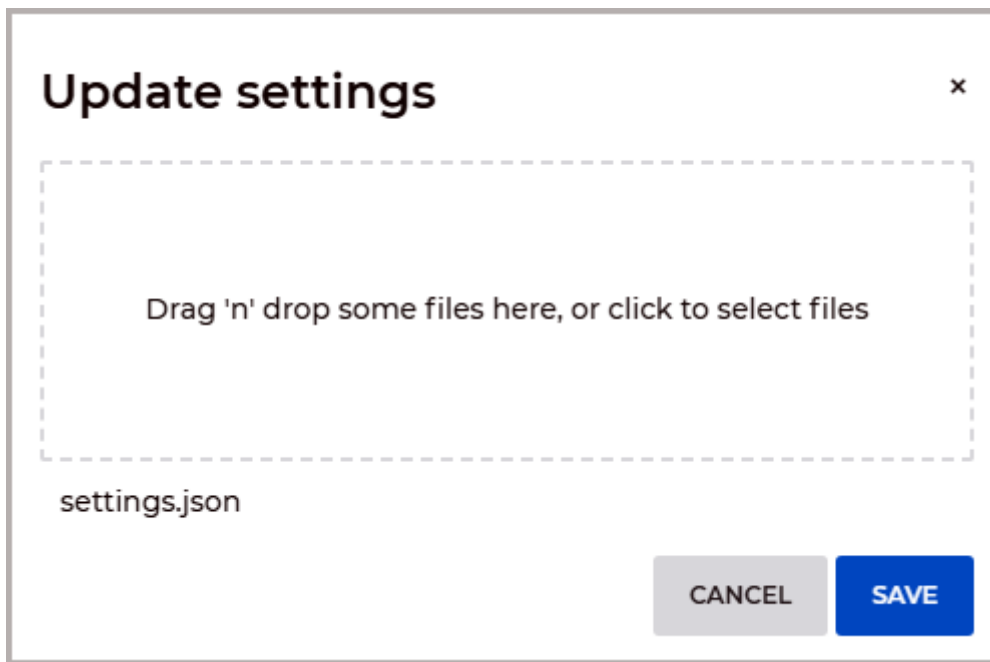 Update settings
×
Drag 'n' drop some files here, or click to select files
settings.json
CANCEL
SAVE